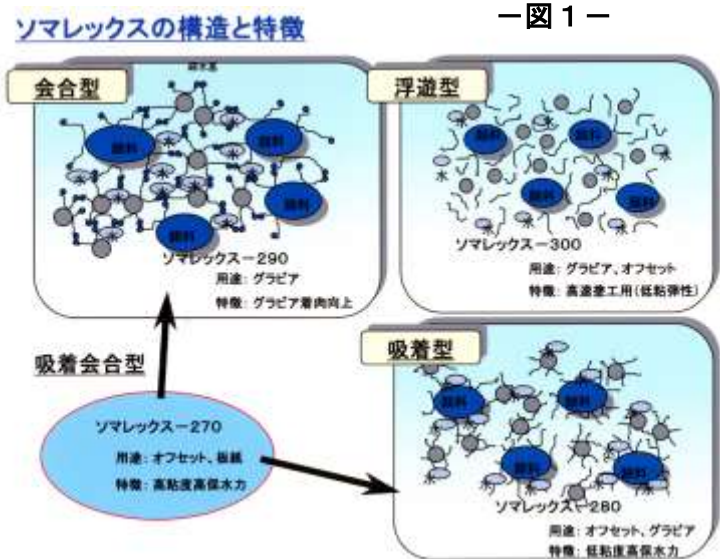 ソマレックスの構造と特徴
－図１－
会合型
疎水基
顔料
顔料
顔料
顔料
ソマレックス－290
用途：グラビア
特徴：グラビア着肉向上
浮遊型
顔料
顔料
顔料
顔料
水
水
水
水
ソマレックス－300
用途：グラビア、オフセット
特徴：高速塗工用（低粘弾性）
吸着会合型
ソマレックス－270
用途：オフセット、板紙
特徴：高粘度高保水力
吸着型
顔料
顔料
顔料
顔料
ソマレックス－280
用途：オフセット、グラビア
特徴：低粘度高保水力